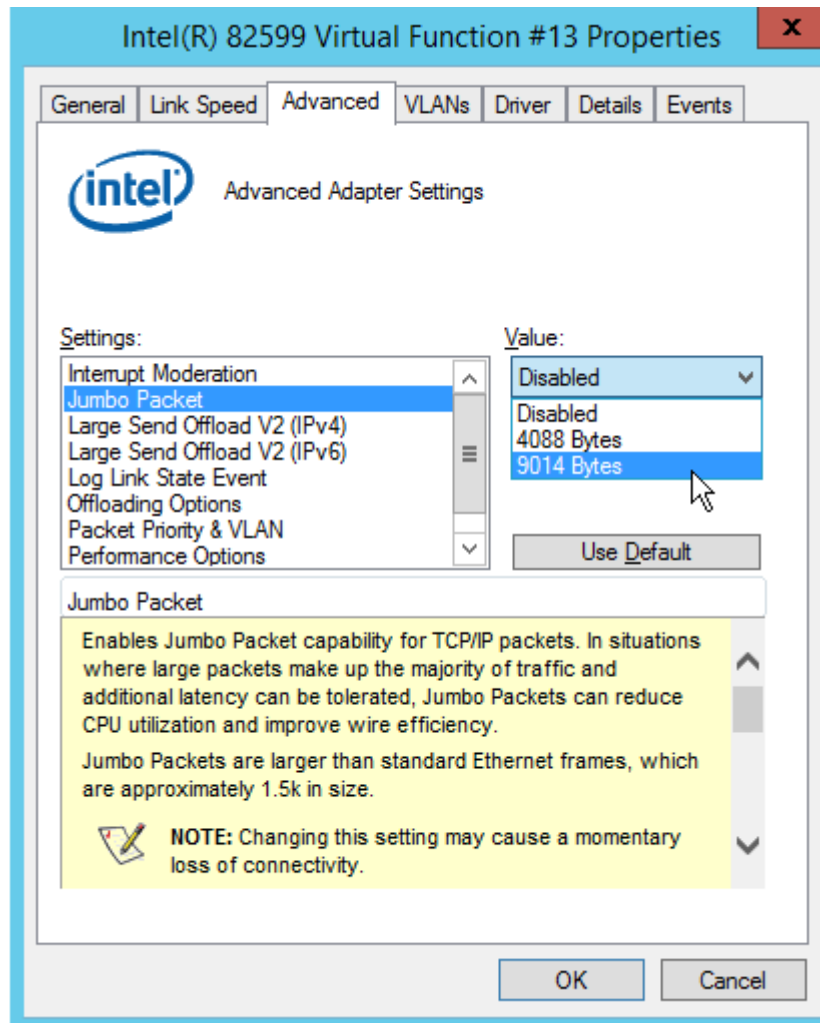 Intel(R) 82599 Virtual Function #13 Properties
x
General Link Speed Advanced VLANs Driver Details Events
intel
Advanced Adapter Settings
Settings:
Value:
Interrupt Moderation
Jumbo Packet
Large Send Offload V2 (IPv4)
Large Send Offload V2 (IPv6)
Log Link State Event
Offloading Options
Packet Priority & VLAN
Performance Options
Disabled
Disabled
4088 Bytes
9014 Bytes
Use Default
Jumbo Packet
Enables Jumbo Packet capability for TCP/IP packets. In situations
where large packets make up the majority of traffic and
additional latency can be tolerated, Jumbo Packets can reduce
CPU utilization and improve wire efficiency.
Jumbo Packets are larger than standard Ethernet frames, which
are approximately 1.5k in size.
NOTE: Changing this setting may cause a momentary
loss of connectivity.
OK
Cancel